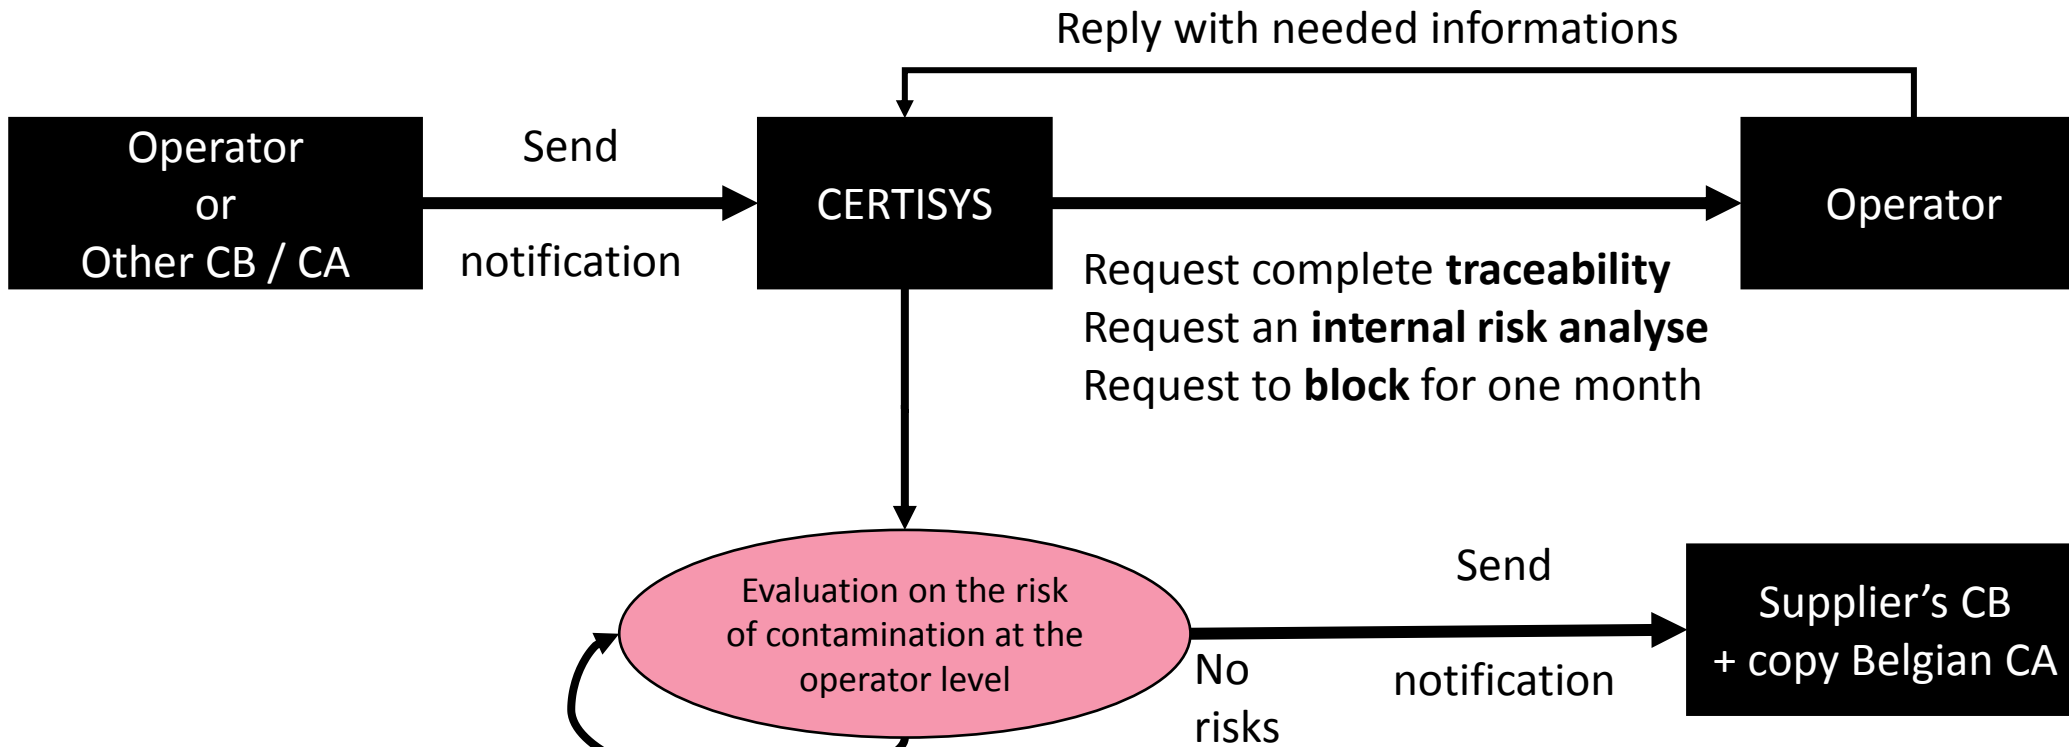 Reply with needed informations
Operator
or
Other CB / CA
Send
notification
CERTISYS
Operator
Request complete traceability
Request an internal risk analyse
Request to block for one month
Evaluation on the risk
of contamination at the
operator level
No
risks
Send
notification
Supplier’s CB
+ copy Belgian CA